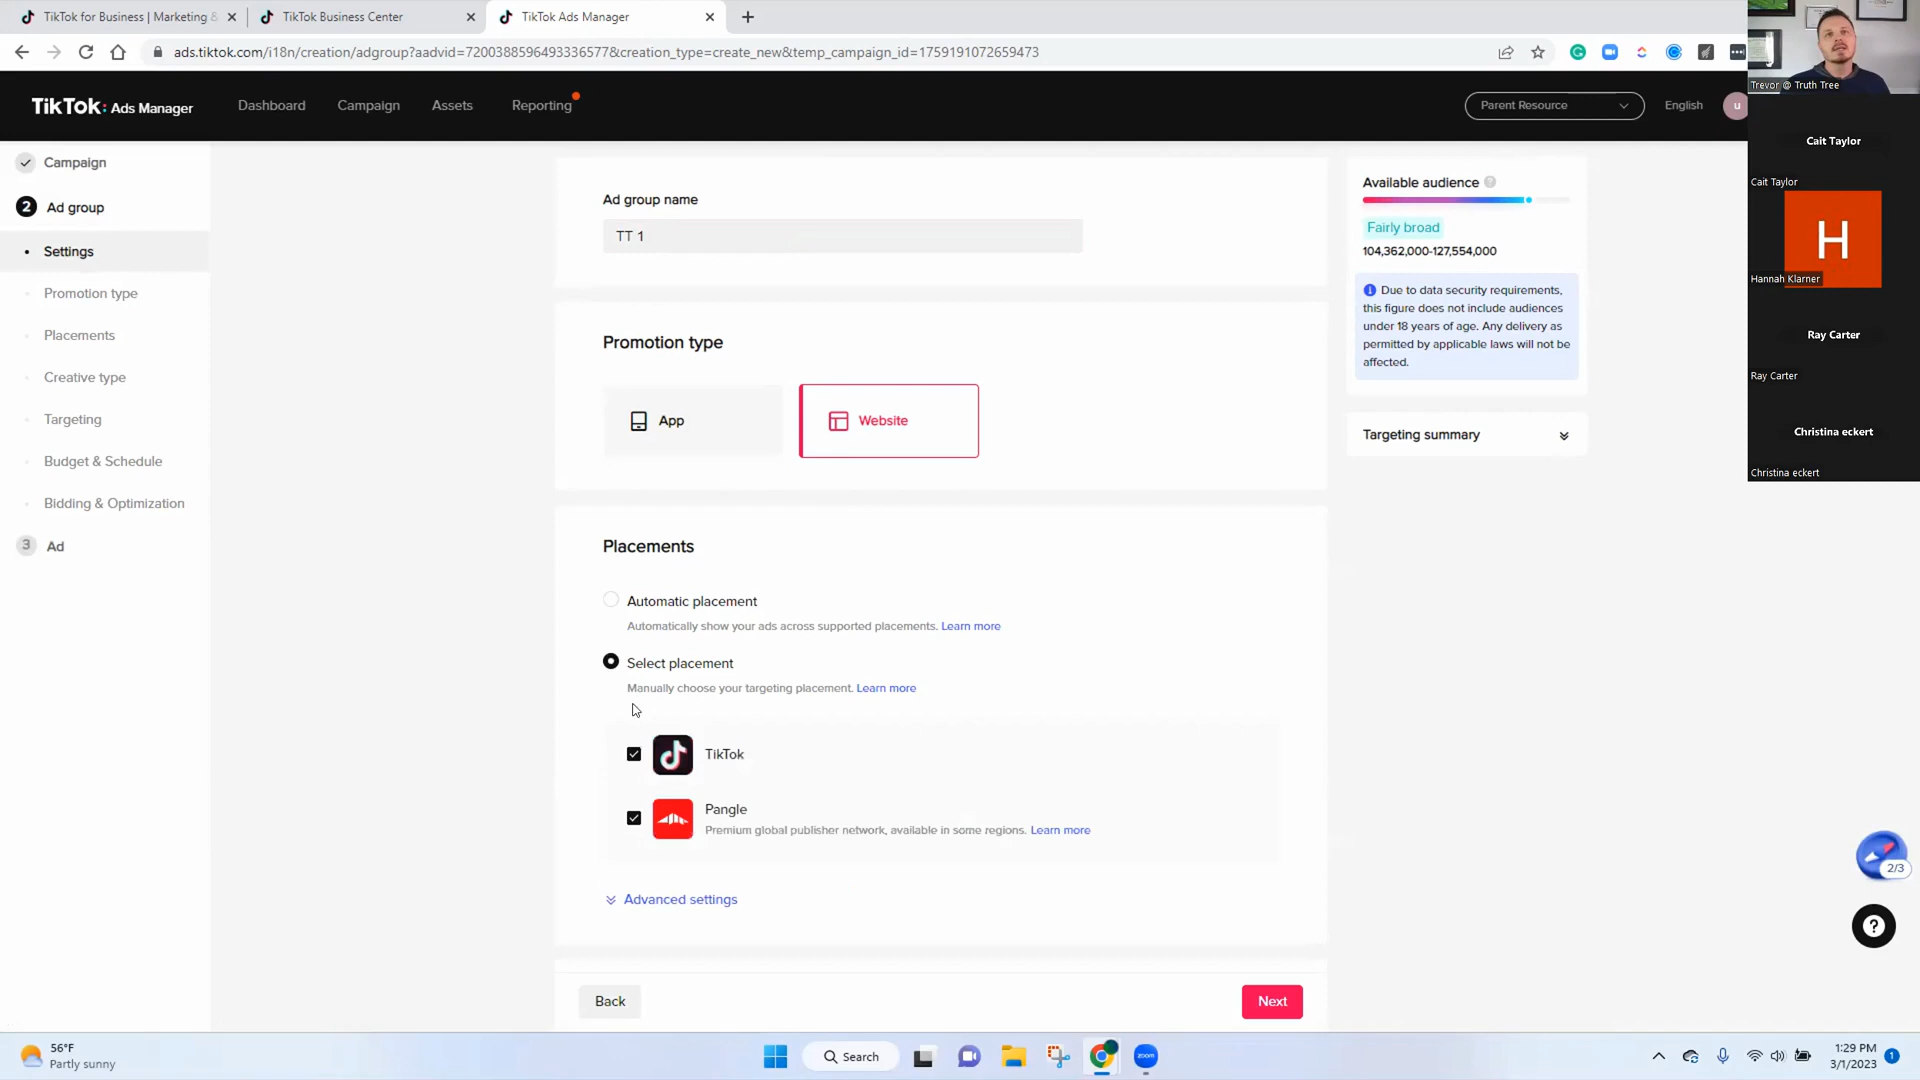 TikTok for Business | Marketing &
TikTok Business Center
TikTok Ads Manager
ads.tiktok.com/i18n/creation/adgroup?aadvid=7200388596493336577&creation_type=create_new&temp_campaign_id=1759191072659473
TikTok: Ads Manager
Dashboard
Campaign
Assets
Reporting
Parent Resource
English
u
Campaign
2 Ad group
Settings
Promotion type
Placements
Creative type
Targeting
Budget & Schedule
Bidding & Optimization
3 Ad
Ad group name
TT 1
Promotion type
App
Website
Placements
Automatic placement
Automatically show your ads across supported placements. Learn more
Select placement
Manually choose your targeting placement. Learn more
TikTok
Pangle
Premium global publisher network, available in some regions. Learn more
Advanced settings
Back
Next
Available audience
Fairly broad
104,362,000-127,554,000
Due to data security requirements,
this figure does not include audiences
under 18 years of age. Any delivery as
permitted by applicable laws will not be
affected.
Targeting summary
2/3
?
Trevor @ Truth Tree
Cait Taylor
Cait Taylor
H
Hannah Klarner
Ray Carter
Ray Carter
Christina eckert
Christina eckert
56°F
Partly sunny
Search
zoom
1:29 PM
3/1/2023
1